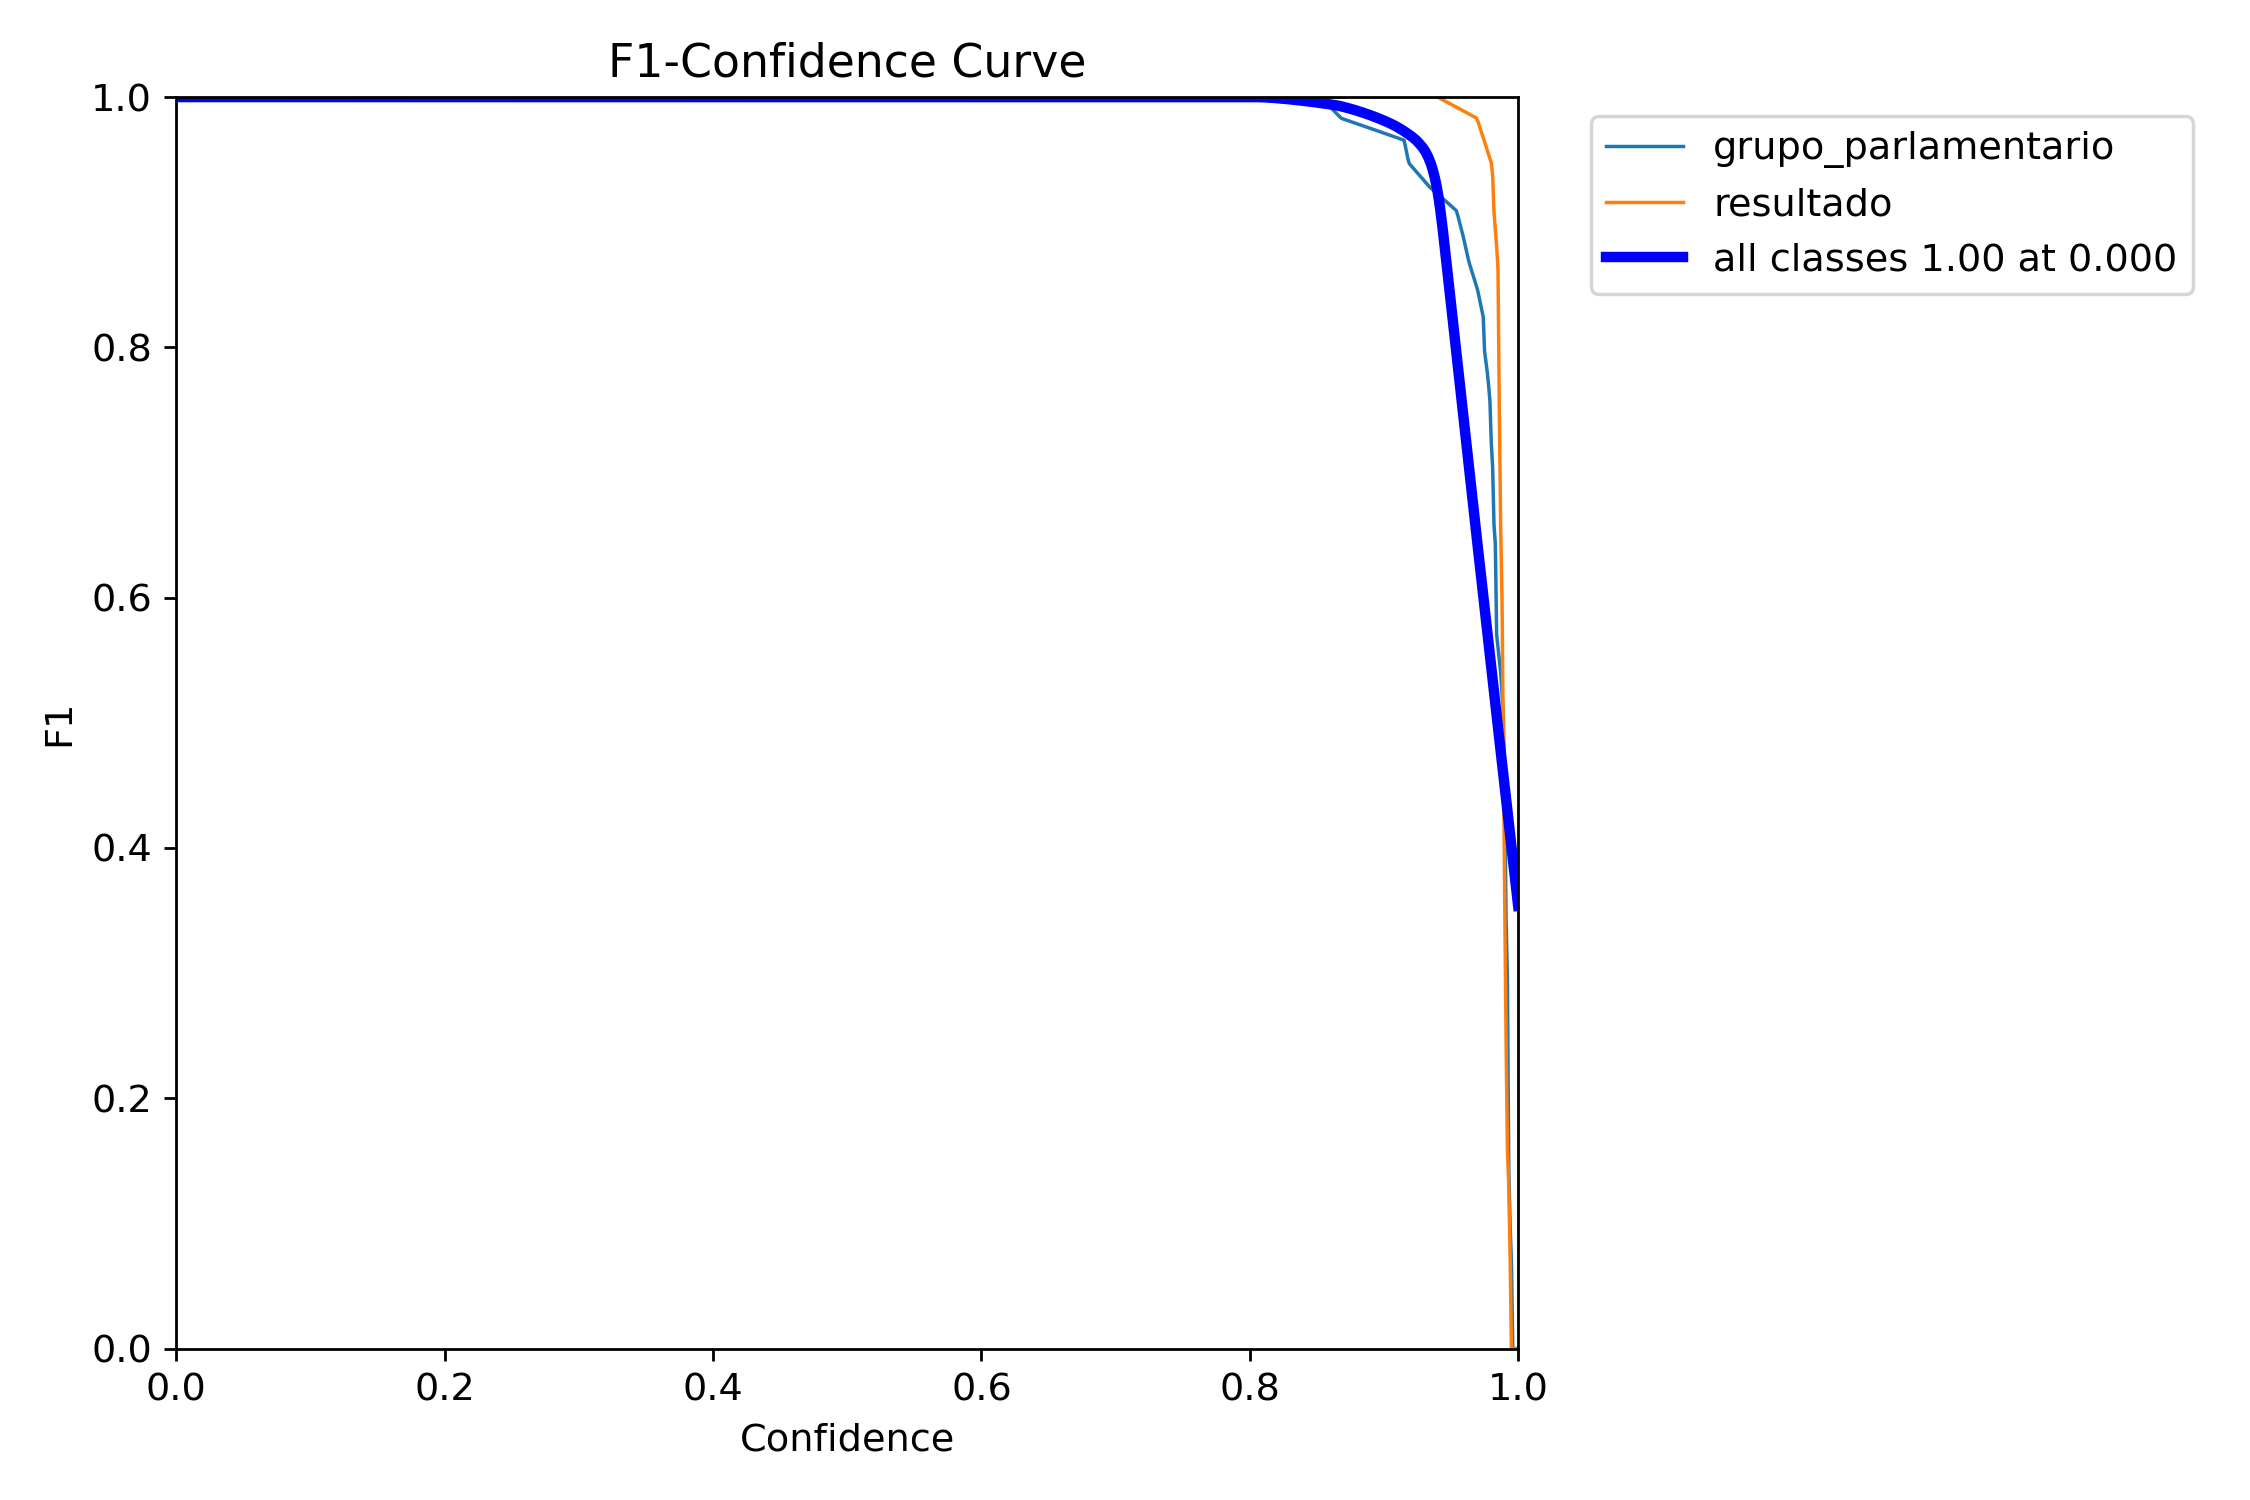 F1-Confidence Curve
1.0
0.8
0.6
0.4
0.2
0.0
F1
0.0 0.2 0.4 0.6 0.8 1.0
Confidence
grupo_parlamentario
resultado
all classes 1.00 at 0.000